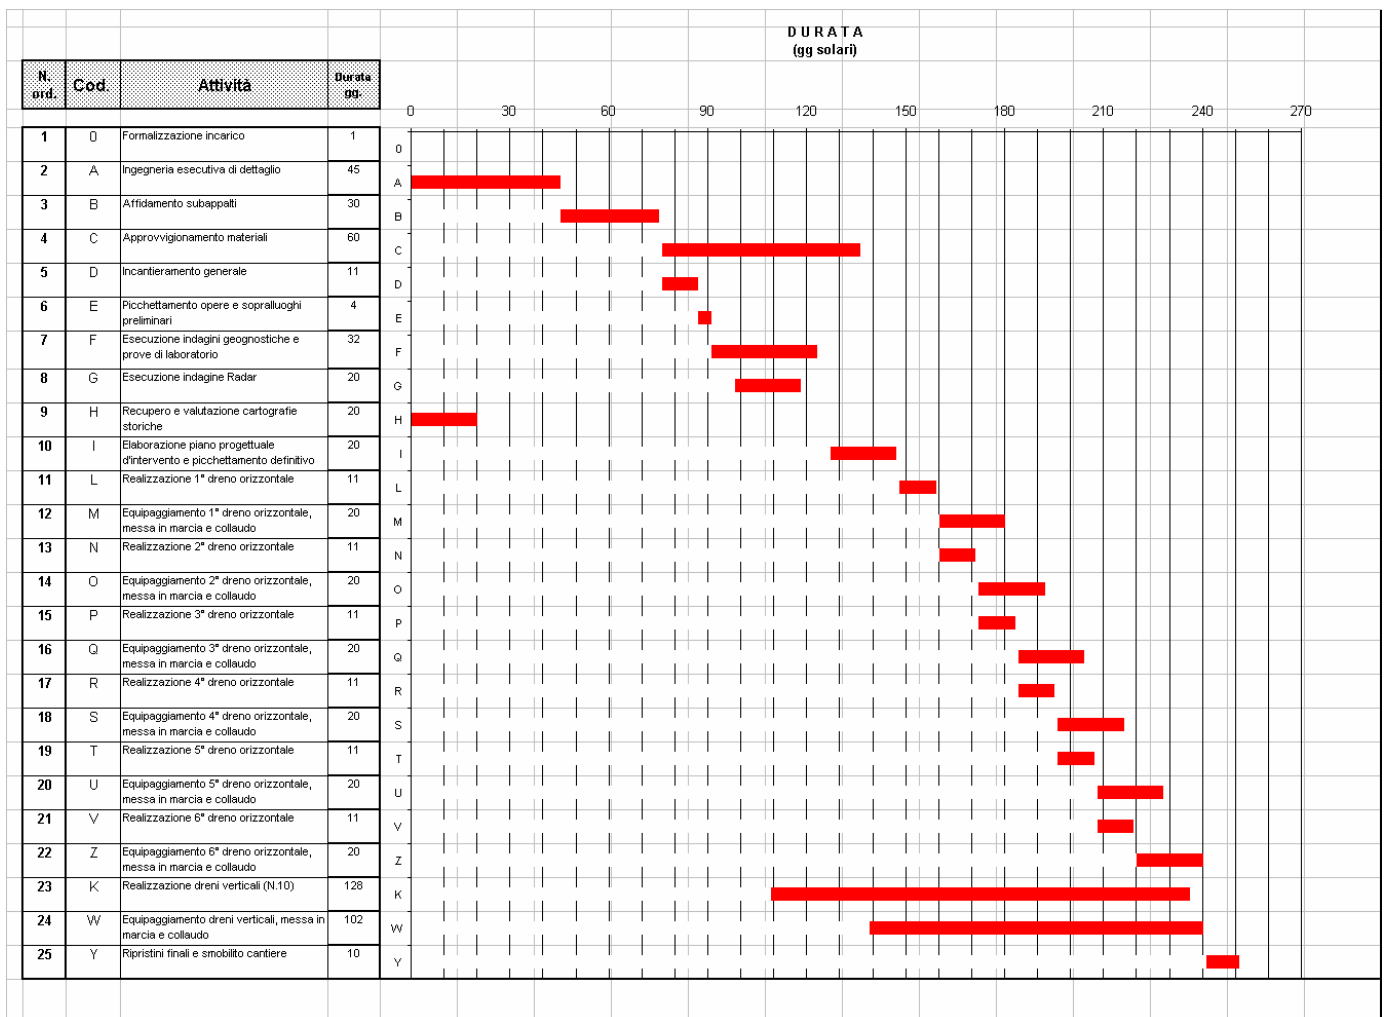 D U R A T A
(gg solari)
N. ord. Cod. Attività Durata gg.
0 30 60 90 120 150 180 210 240 270
1 0 Formalizzazione incarico 1 0
2 A Ingegneria esecutiva di dettaglio 45 A
3 B Affidamento subappalti 30 B
4 C Approvvigionamento materiali 60 C
5 D Incantieramento generale 11 D
6 E Picchettamento opere e sopralluoghi 4 E
preliminari
7 F Esecuzione indagini geognostiche e 32 F
prove di laboratorio
8 G Esecuzione indagine Radar 20 G
9 H Recupero e valutazione cartografie 20 H
storiche
10 I Elaborazione piano progettuale 20 I
d'intervento e picchettamento definitivo
11 L Realizzazione 1° dreno orizzontale 11 L
12 M Equipaggiamento 1° dreno orizzontale, 20 M
messa in marcia e collaudo
13 N Realizzazione 2° dreno orizzontale 11 N
14 O Equipaggiamento 2° dreno orizzontale, 20 O
messa in marcia e collaudo
15 P Realizzazione 3° dreno orizzontale 11 P
16 Q Equipaggiamento 3° dreno orizzontale, 20 Q
messa in marcia e collaudo
17 R Realizzazione 4° dreno orizzontale 11 R
18 S Equipaggiamento 4° dreno orizzontale, 20 S
messa in marcia e collaudo
19 T Realizzazione 5° dreno orizzontale 11 T
20 U Equipaggiamento 5° dreno orizzontale, 20 U
messa in marcia e collaudo
21 V Realizzazione 6° dreno orizzontale 11 V
22 Z Equipaggiamento 6° dreno orizzontale, 20 Z
messa in marcia e collaudo
23 K Realizzazione dreni verticali (N.10) 128 K
24 W Equipaggiamento dreni verticali, messa in 102 W
marcia e collaudo
25 Y Ripristini finali e smobilito cantiere 10 Y